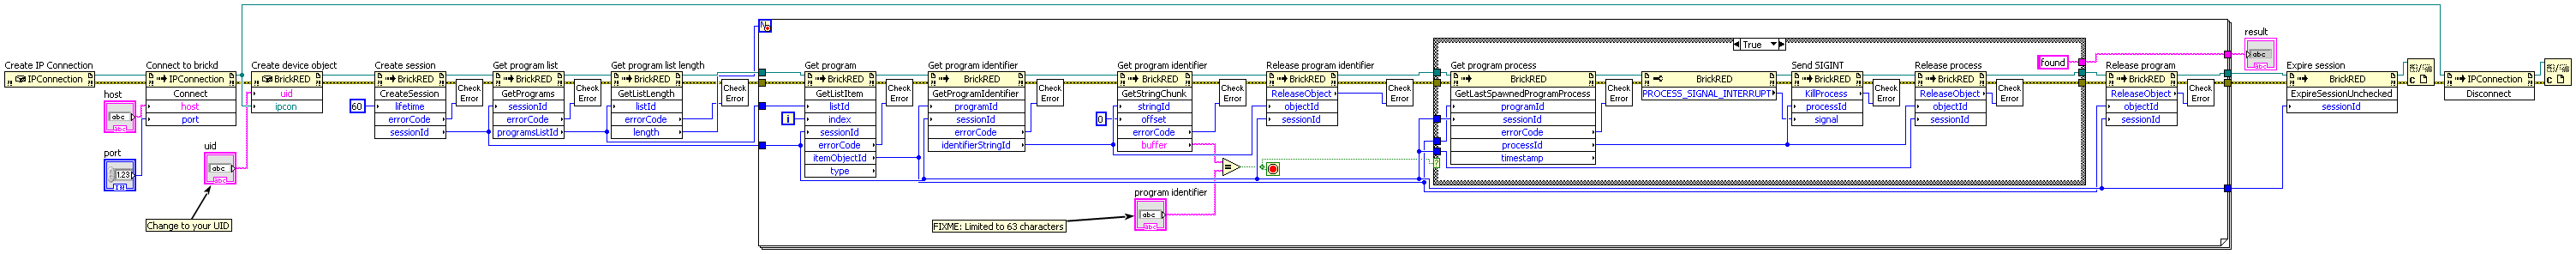 Create IP Connection
IPConnection
Connect to brickd
IPConnection
Connect
host
port
host
abc
abc
port
1.23
Create device object
BrickRED
uid
ipcon
uid
abc
abc
Change to your UID
Create session
BrickRED
CreateSession
60
lifetime
errorCode
sessionId
Check
Error
Get program list
BrickRED
GetPrograms
sessionId
errorCode
programsListId
Check
Error
Get program list length
BrickRED
GetListLength
listId
errorCode
length
Check
Error
N
Get program
BrickRED
GetListItem
listId
i
index
sessionId
errorCode
itemObjectId
type
Check
Error
Get program identifier
BrickRED
GetProgramIdentifier
programId
sessionId
errorCode
identifierStringId
Check
Error
Get program identifier
BrickRED
GetStringChunk
stringId
0
offset
errorCode
buffer
Check
Error
=
program identifier
abc
abc
FIXME: Limited to 63 characters
Release program identifier
BrickRED
ReleaseObject
objectId
sessionId
Check
Error
True
?
Get program process
BrickRED
GetLastSpawnedProgramProcess
programId
sessionId
errorCode
processId
timestamp
Check
Error
BrickRED
PROCESS_SIGNAL_INTERRUPT
Send SIGINT
BrickRED
KillProcess
processId
signal
Check
Error
Release process
BrickRED
ReleaseObject
objectId
sessionId
Check
Error
found
Release program
BrickRED
ReleaseObject
objectId
sessionId
Check
Error
result
abc
abc
Expire session
BrickRED
ExpireSessionUnchecked
sessionId
IPConnection
Disconnect